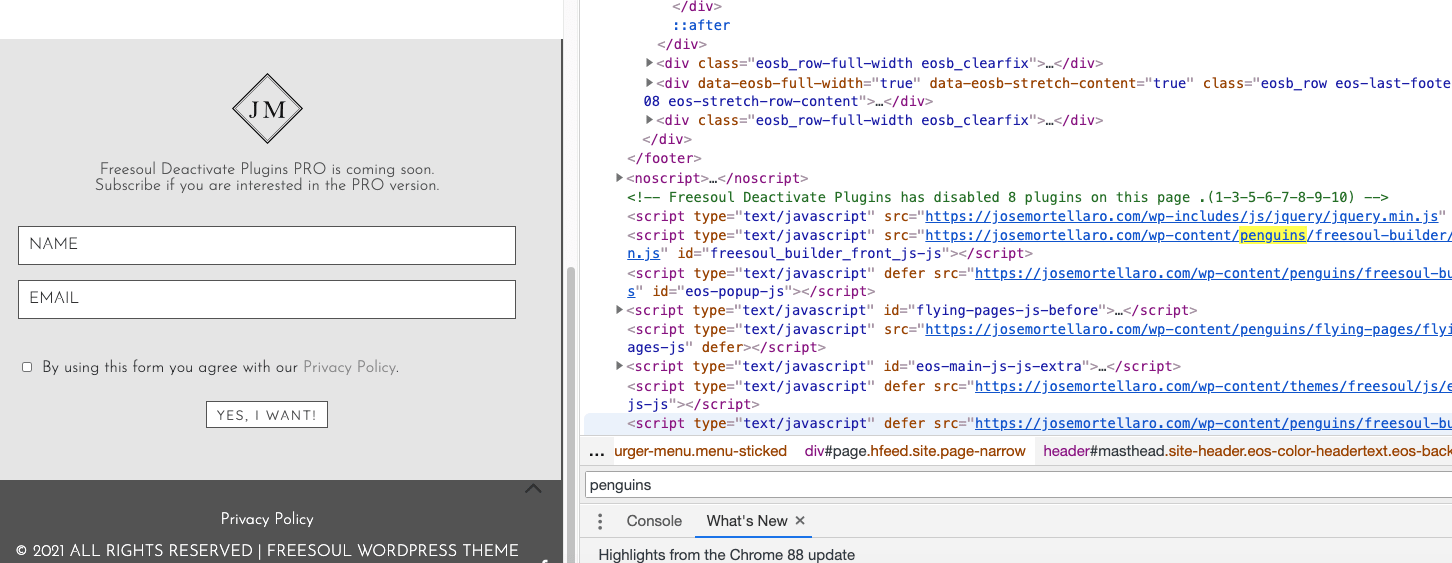 JM
Freesoul Deactivate Plugins PRO is coming soon.
Subscribe if you are interested in the PRO version.
NAME
EMAIL
By using this form you agree with our Privacy Policy.
YES, I WANT!
Privacy Policy
© 2021 ALL RIGHTS RESERVED | FREESOUL WORDPRESS THEME
</div>
::after
</div>
<div class="eosb_row-full-width eosb_clearfix">…</div>
<div data-eosb-full-width="true" data-eosb-stretch-content="true" class="eosb_row eos-last-foote
08 eos-stretch-row-content">…</div>
<div class="eosb_row-full-width eosb_clearfix">…</div>
</div>
</footer>
<noscript>…</noscript>
<!-- Freesoul Deactivate Plugins has disabled 8 plugins on this page .(1-3-5-6-7-8-9-10) -->
<script type="text/javascript" src="https://josemortellaro.com/wp-includes/js/jquery/jquery.min.js"
<script type="text/javascript" src="https://josemortellaro.com/wp-content/penguins/freesoul-builder/
n.js" id="freesoul_builder_front_js-js"></script>
<script type="text/javascript" defer src="https://josemortellaro.com/wp-content/penguins/freesoul-bu
s" id="eos-popup-js"></script>
<script type="text/javascript" id="flying-pages-js-before">…</script>
<script type="text/javascript" src="https://josemortellaro.com/wp-content/penguins/flying-pages/flyi
ages-js" defer></script>
<script type="text/javascript" id="eos-main-js-js-extra">…</script>
<script type="text/javascript" defer src="https://josemortellaro.com/wp-content/themes/freesoul/js/e
js-js"></script>
<script type="text/javascript" defer src="https://josemortellaro.com/wp-content/penguins/freesoul-bu
... urger-menu.menu-sticked div#page.hfeed.site.page-narrow header#masthead.site-header.eos-color-headertext.eos-back
penguins
Console What's New ×
Highlights from the Chrome 88 update